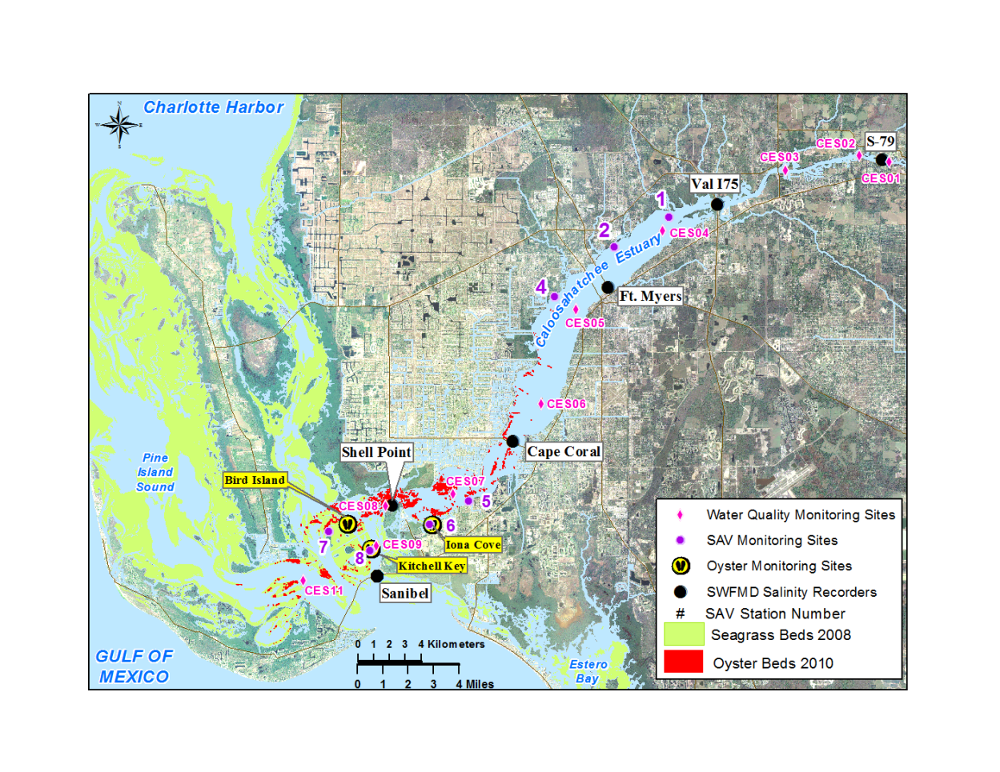 Charlotte Harbor
N
W
E
S
CES02
S-79
CES03
CES01
Val I75
1
CES04
2
Caloosahatchee Estuary
4
Ft. Myers
CES05
CES06
Shell Point
Cape Coral
Pine
Island
Sound
Bird Island
CES07
CES08
5
6
Iona Cove
7
CES09
8
Kitchell Key
CES11
Sanibel
GULF OF
MEXICO
0 1 2 3 4 Kilometers
0 1 2 3 4 Miles
Estero
Bay
Water Quality Monitoring Sites
SAV Monitoring Sites
Oyster Monitoring Sites
SWFMD Salinity Recorders
# SAV Station Number
Seagrass Beds 2008
Oyster Beds 2010